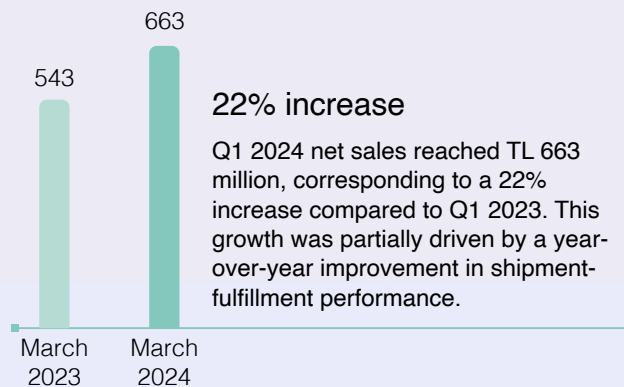 663
543
22% increase
Q1 2024 net sales reached TL 663
million, corresponding to a 22%
increase compared to Q1 2023. This
growth was partially driven by a year-
over-year improvement in shipment-
fulfillment performance.
March
2023
March
2024